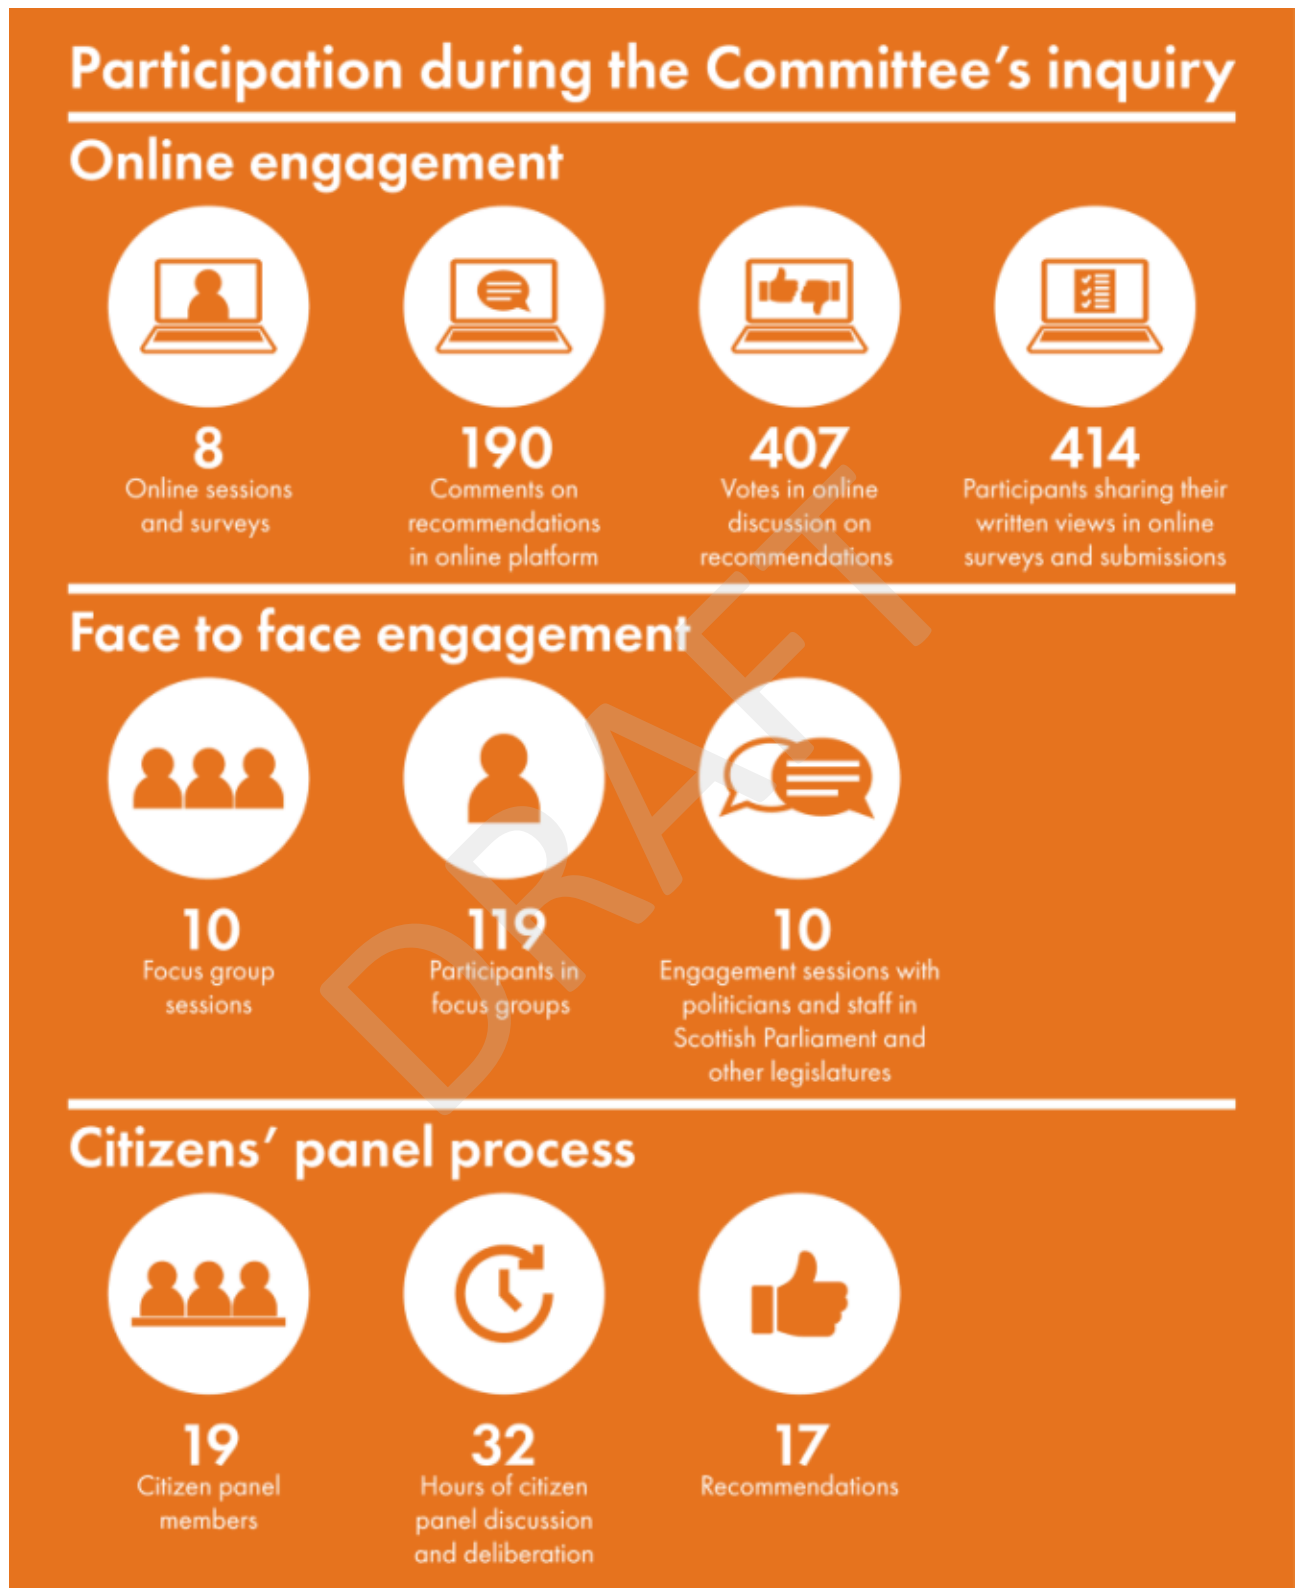 Participation during the Committee’s inquiry
Online engagement
8
Online sessions
and surveys
190
Comments on
recommendations
in online platform
407
Votes in online
discussion on
recommendations
414
Participants sharing their
written views in online
surveys and submissions
Face to face engagement
10
Focus group
sessions
119
Participants in
focus groups
10
Engagement sessions with
politicians and staff in
Scottish Parliament and
other legislatures
Citizens’ panel process
19
Citizen panel
members
32
Hours of citizen
panel discussion
and deliberation
17
Recommendations
DRAFT